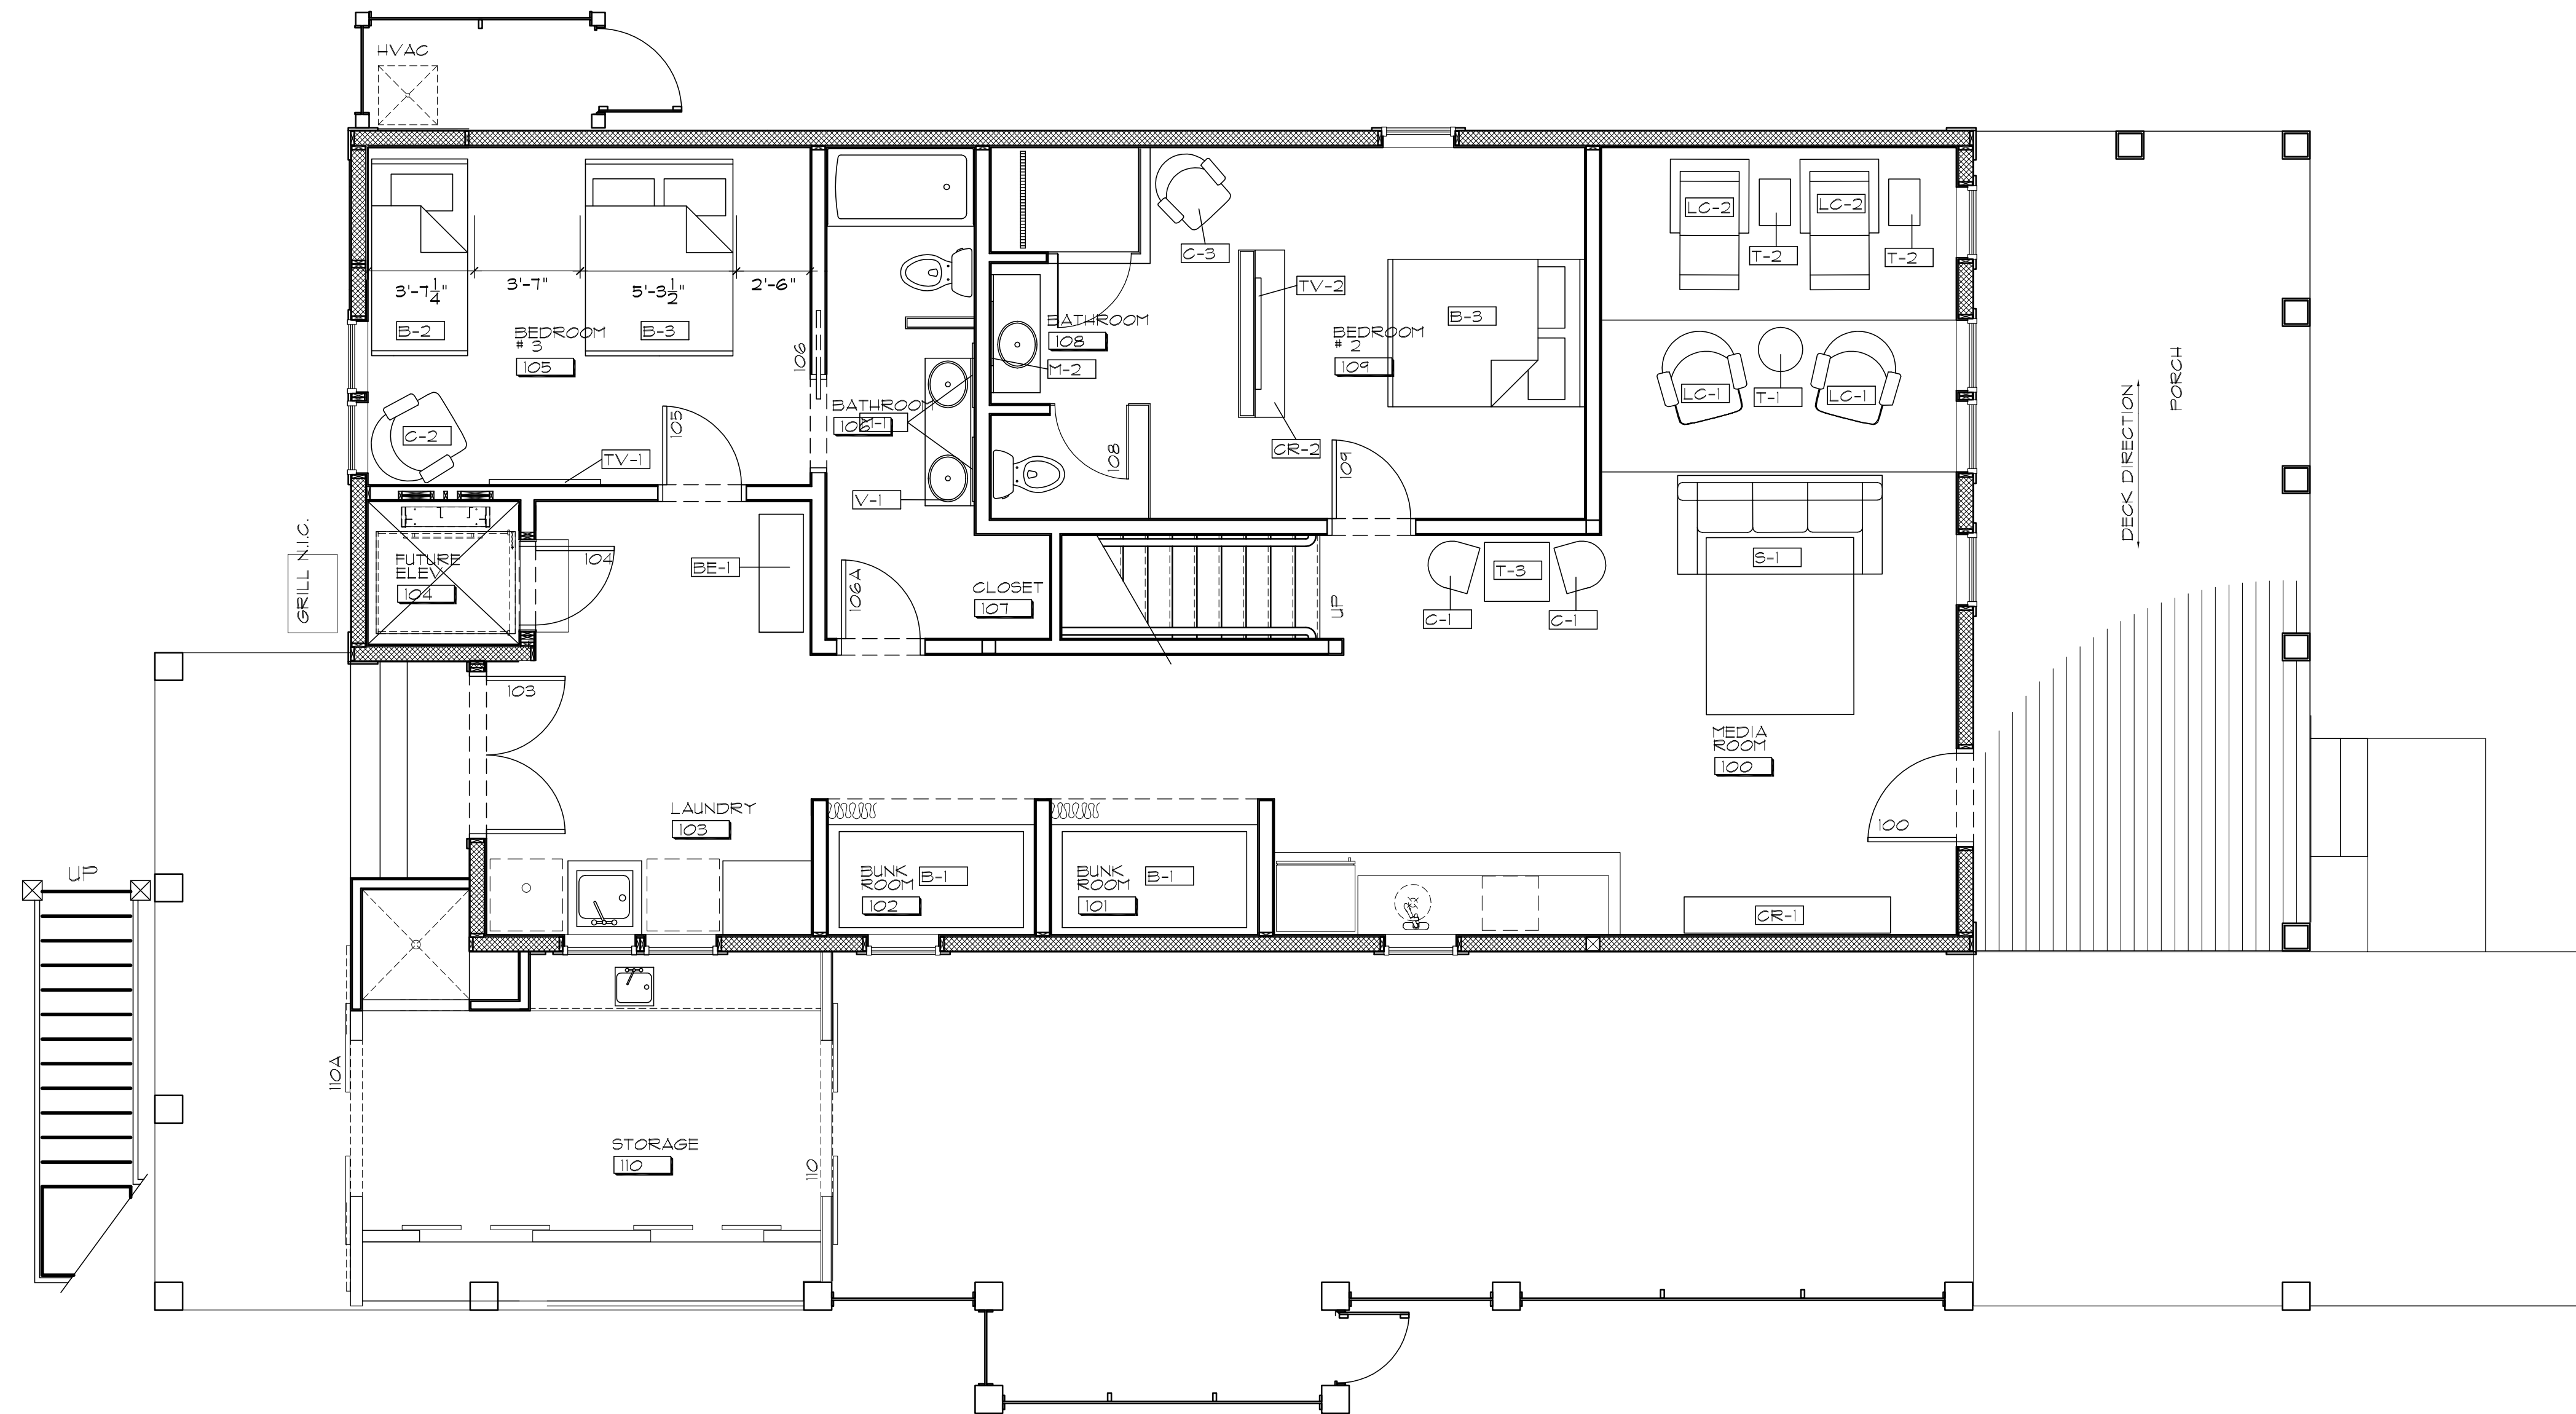 HVAC
LC-2
LC-2
T-2
T-2
C-3
3'-7 1/4"
3'-7"
5'-3 1/2"
2'-6"
TV-2
B-2
BEDROOM
# 3
105
B-3
106
BATHROOM
108
M-2
BEDROOM
# 2
109
B-3
LC-1
T-1
LC-1
PORCH
DECK DIRECTION
C-2
105
BATHROOM
106
M-1
TV-1
V-1
108
CR-2
109
GRILL N.I.C.
FUTURE
ELEV
104
104
BE-1
106A
CLOSET
107
UP
C-1
T-3
C-1
S-1
103
MEDIA
ROOM
100
LAUNDRY
103
100
BUNK
ROOM
102
B-1
BUNK
ROOM
101
B-1
CR-1
UP
110A
STORAGE
110
110